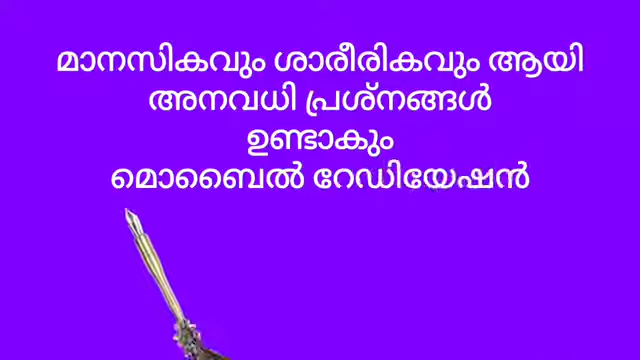 മാനസികവും ശാരീരികവും ആയി
അനവധി പ്രശ്നങ്ങൾ
ഉണ്ടാകും
മൊബൈൽ റേഡിയേഷൻ